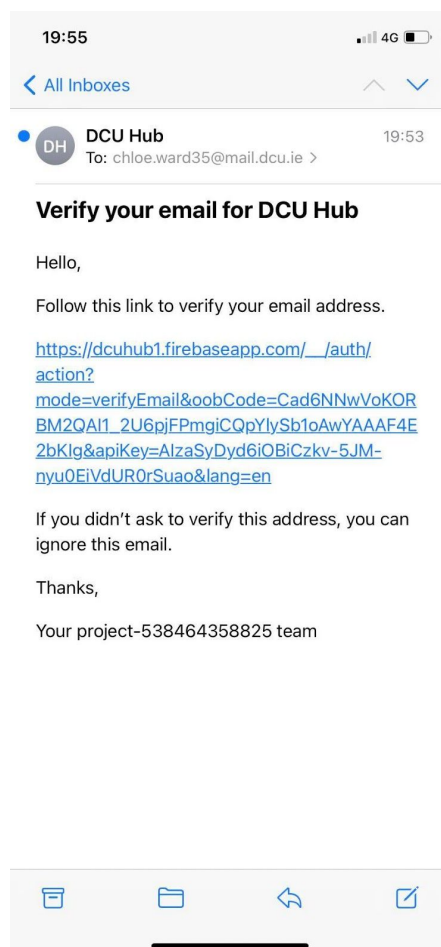 19:55
4G
All Inboxes
DH
DCU Hub
19:53
To: chloe.ward35@mail.dcu.ie >
Verify your email for DCU Hub
Hello,
Follow this link to verify your email address.
https://dcuhub1.firebaseapp.com/__/auth/
action?
mode=verifyEmail&oobCode=Cad6NNwVoKOR
BM2QAI1_2U6pjFPmgiCQpYlySb1oAwYAAAF4E
2bKlg&apiKey=AIzaSyDyd6iOBiCzkv-5JM-
nyu0EiVdUR0rSuao&lang=en
If you didn't ask to verify this address, you can
ignore this email.
Thanks,
Your project-538464358825 team